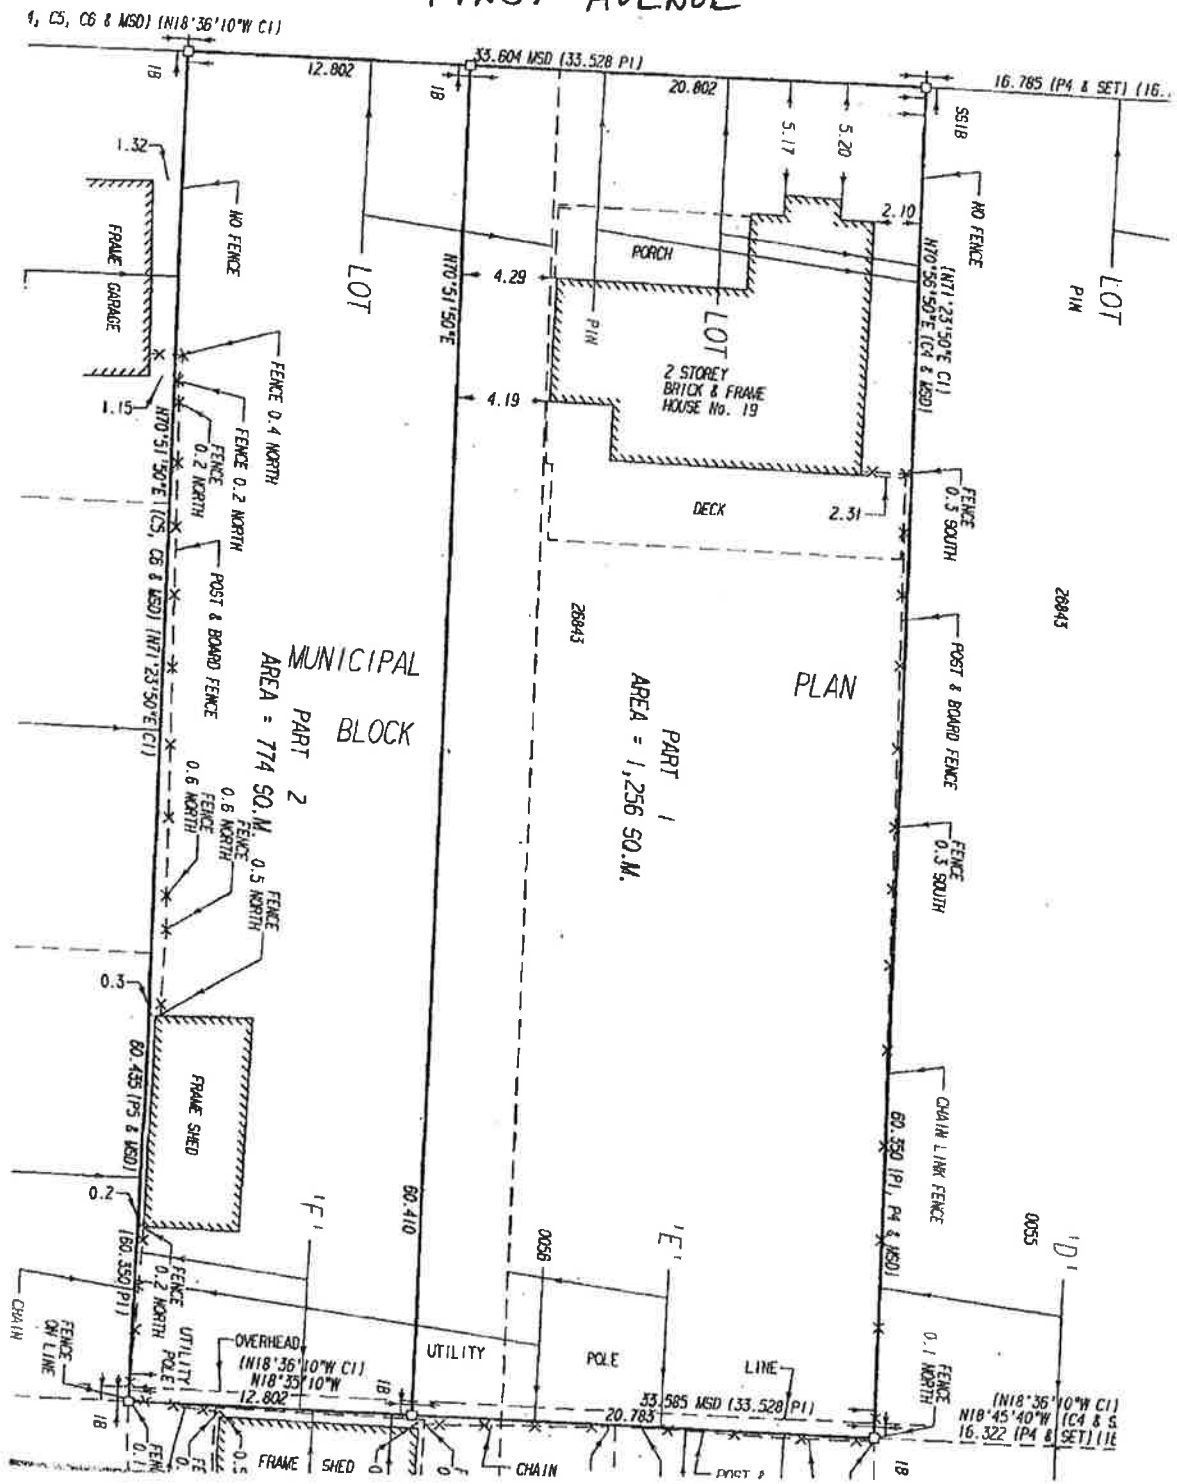 FIRST AVENUE
4, C5, C6 & MSD) (N18°36'10"W C1)
33.604 MSD (33.528 P1)
12.802
20.802
16.785 (P4 & SET) (16..
IB
IB
SSIB
1.32
NO FENCE
FRAME GARAGE
LOT
N70°51'50"E
4.29
PORCH
5.17
5.20
2.10
NO FENCE
(N71°23'50"E C1)
N70°56'50"E (C4 & MSD)
LOT
PIN
PIN
LOT
2 STOREY
BRICK & FRAME
HOUSE No. 19
4.19
1.15
FENCE 0.4 NORTH
FENCE 0.2 NORTH
FENCE
0.2 NORTH
DECK
2.31
FENCE
0.3 SOUTH
N70°51'50"E (C5, C6 & MSD) (N71°23'50"E C1)
POST & BOARD FENCE
26843
26843
POST & BOARD FENCE
MUNICIPAL
BLOCK
PLAN
PART 2
AREA = 774 SQ.M.
PART 1
AREA = 1,256 SQ.M.
FENCE
0.6 NORTH
FENCE
0.6 NORTH
FENCE
0.5 NORTH
FENCE
0.3 SOUTH
0.3
FRAME SHED
60.435 (P5 & MSD)
(60.350 P1)
0.2
60.410
CHAIN LINK FENCE
60.350 (P1, P4 & MSD)
0055
'D'
'F'
0056
'E'
FENCE
0.2 NORTH
UTILITY
POLE
CHAIN
FENCE
ON LINE
OVERHEAD
UTILITY
POLE
LINE
(N18°36'10"W C1)
N18°35'10"W
12.802
IB
33.585 MSD (33.528 P1)
20.783
FENCE
0.1 NORTH
(N18°36'10"W C1)
N18°45'40"W (C4 & S
16.322 (P4 & SET) (16
IB
IB
FEN
0.1
FE
0.
0.5
FRAME SHED
F
0
CHAIN
POST &